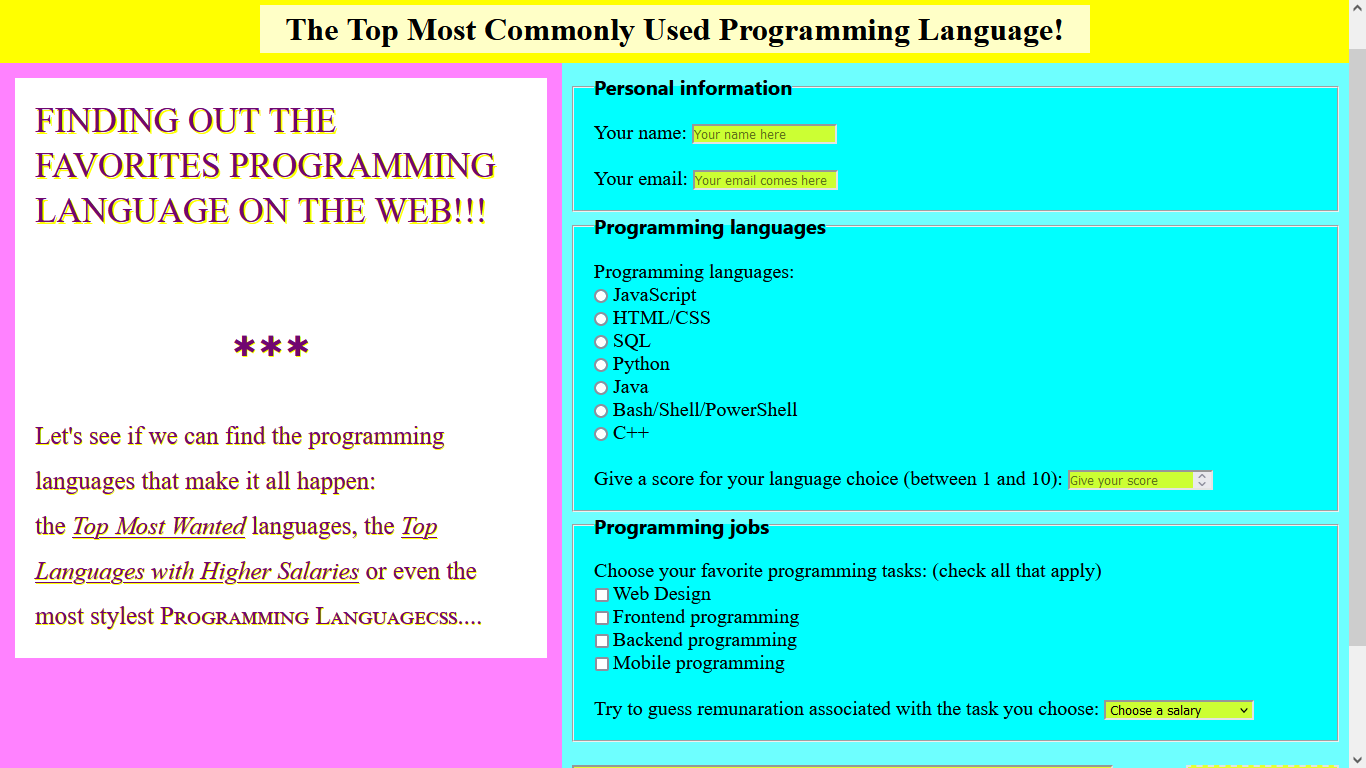 The Top Most Commonly Used Programming Language!
FINDING OUT THE
FAVORITES PROGRAMMING
LANGUAGE ON THE WEB!!!
***
Let's see if we can find the programming
languages that make it all happen:
the Top Most Wanted languages, the Top
Languages with Higher Salaries or even the
most stylest Programming Languagecss....
Personal information
Your name: Your name here
Your email: Your email comes here
Programming languages
Programming languages:
JavaScript
HTML/CSS
SQL
Python
Java
Bash/Shell/PowerShell
C++
Give a score for your language choice (between 1 and 10): Give your score
Programming jobs
Choose your favorite programming tasks: (check all that apply)
Web Design
Frontend programming
Backend programming
Mobile programming
Try to guess remunaration associated with the task you choose: Choose a salary